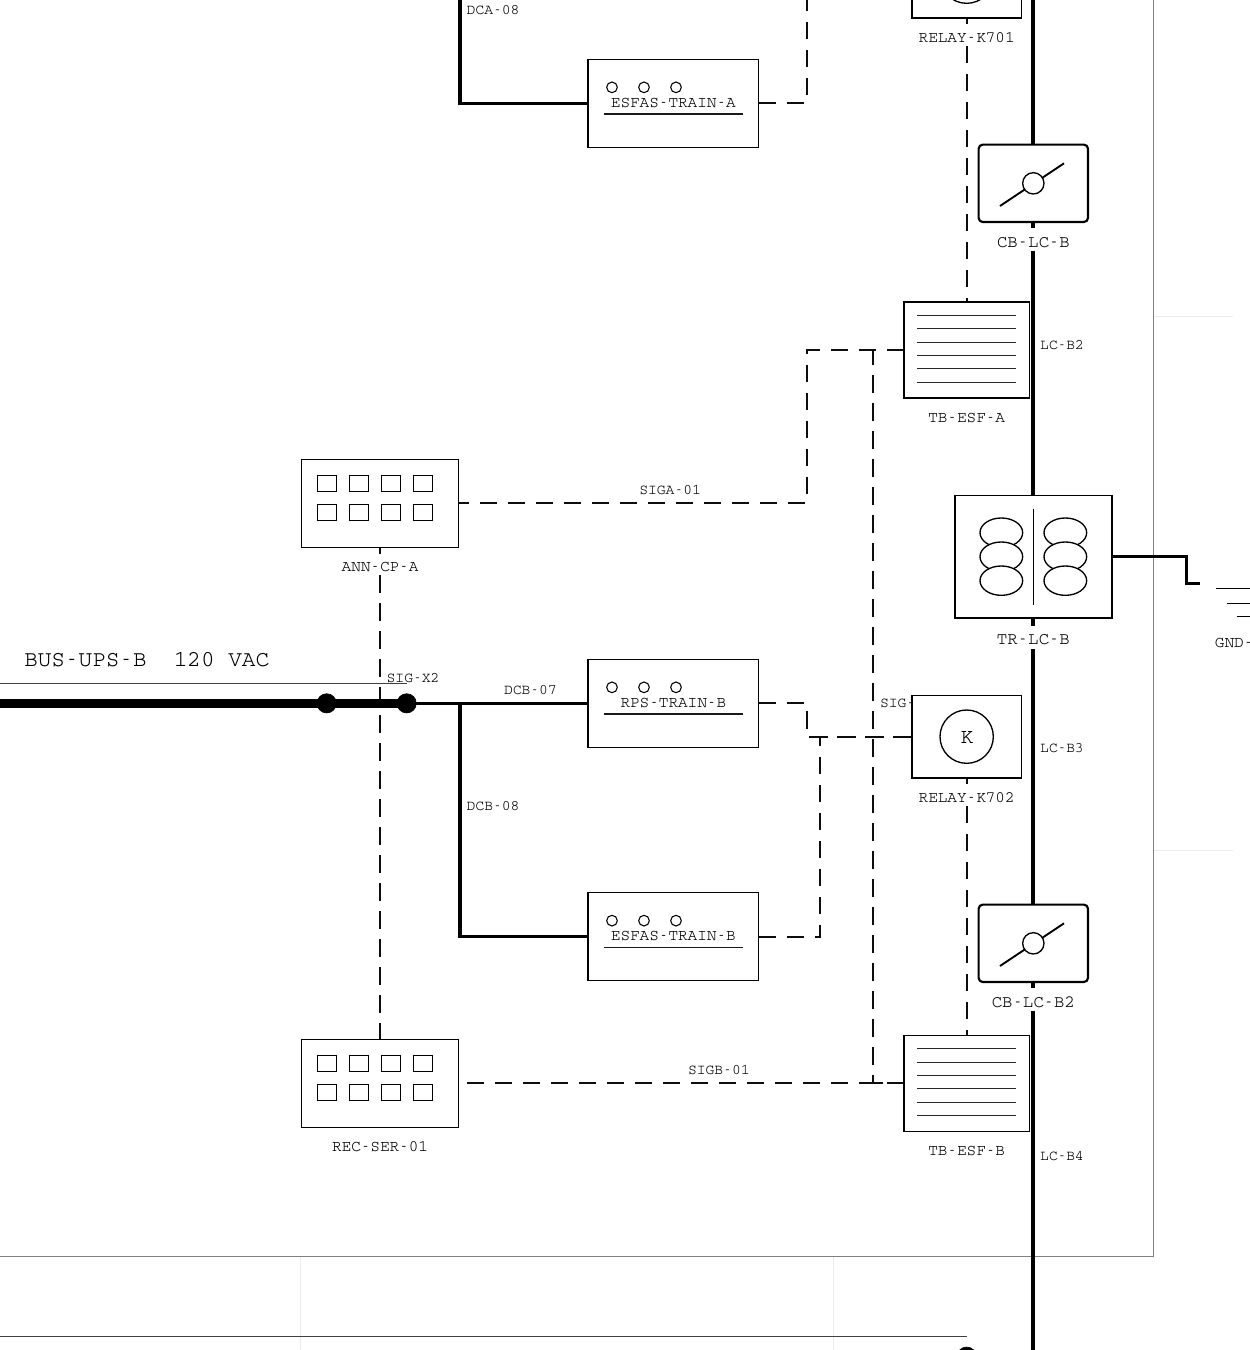 DCA-08
RELAY-K701
ESFAS-TRAIN-A
CB-LC-B
LC-B2
TB-ESF-A
SIGA-01
ANN-CP-A
TR-LC-B
GND-
BUS-UPS-B 120 VAC
SIG-X2
DCB-07
RPS-TRAIN-B
SIG-
K
LC-B3
RELAY-K702
DCB-08
ESFAS-TRAIN-B
CB-LC-B2
SIGB-01
REC-SER-01
TB-ESF-B
LC-B4